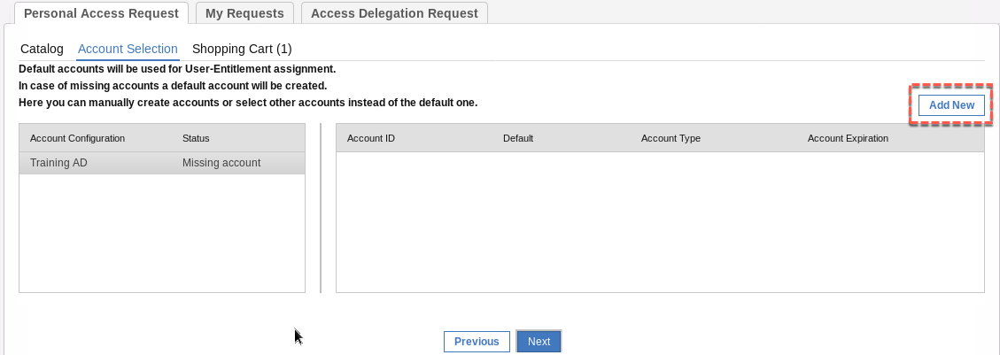 Personal Access Request My Requests Access Delegation Request
Catalog Account Selection Shopping Cart (1)
Default accounts will be used for User-Entitlement assignment.
In case of missing accounts a default account will be created.
Here you can manually create accounts or select other accounts instead of the default one.
Add New
Account Configuration Status Account ID Default Account Type Account Expiration
Training AD Missing account
Previous Next